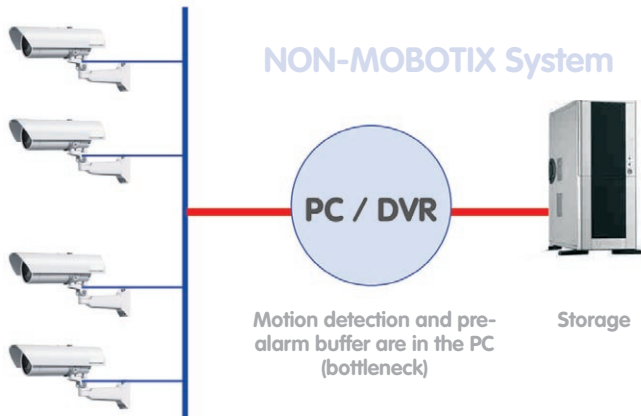 NON-MOBOTIX System
PC / DVR
Motion detection and pre-
alarm buffer are in the PC
(bottleneck)
Storage